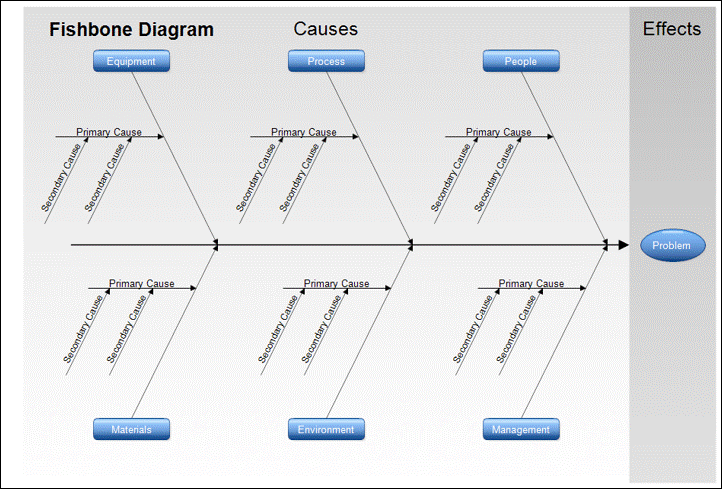 Fishbone Diagram
Causes
Effects
Equipment
Process
People
Primary Cause
Secondary Cause
Secondary Cause
Primary Cause
Secondary Cause
Secondary Cause
Primary Cause
Secondary Cause
Secondary Cause
Problem
Primary Cause
Secondary Cause
Secondary Cause
Primary Cause
Secondary Cause
Secondary Cause
Primary Cause
Secondary Cause
Secondary Cause
Materials
Environment
Management